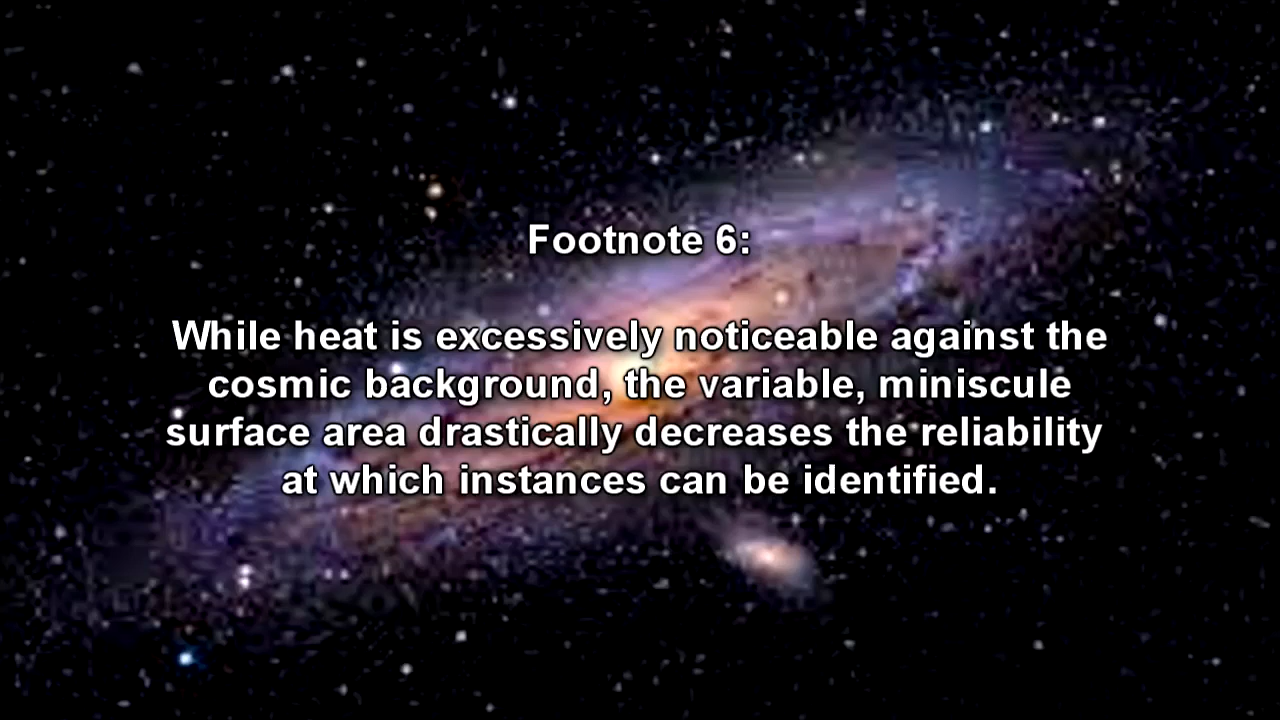 Footnote 6:
While heat is excessively noticeable against the
cosmic background, the variable, miniscule
surface area drastically decreases the reliability
at which instances can be identified.